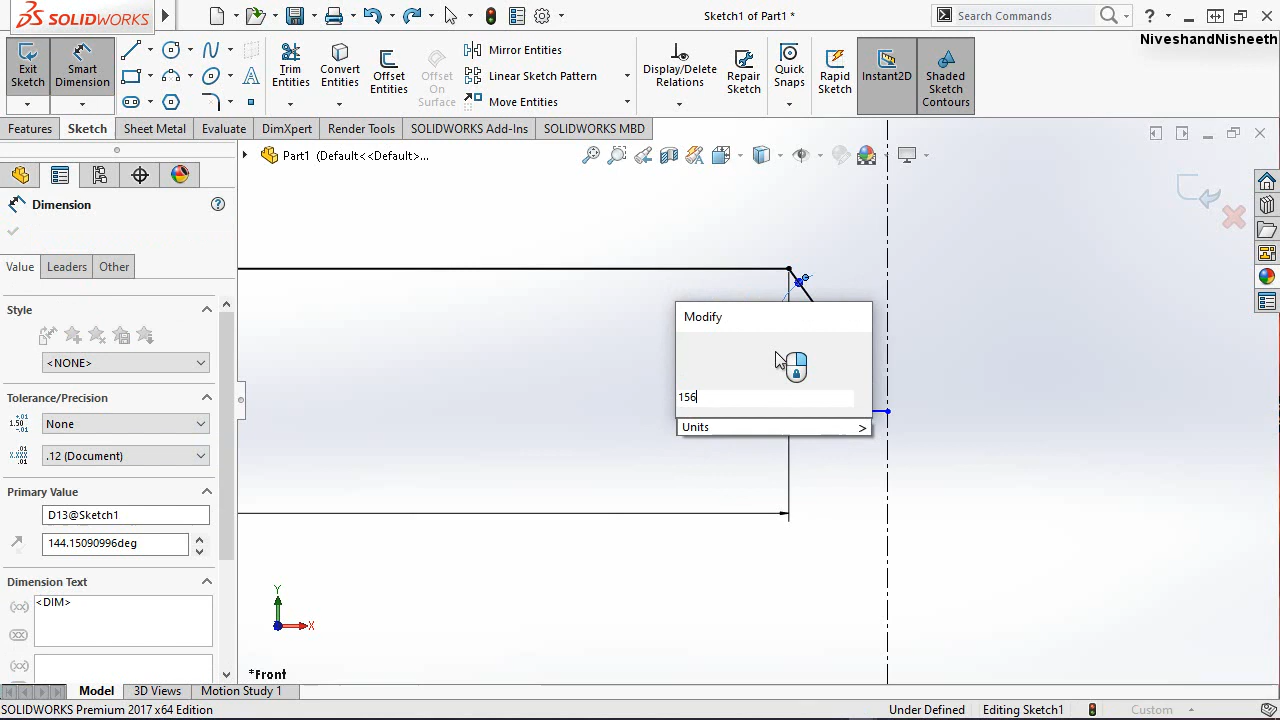 SOLIDWORKS
Sketch1 of Part1 *
Search Commands
?
NiveshandNisheeth
Exit Sketch
Smart Dimension
Trim Entities
Convert Entities
Offset Entities
Offset On Surface
Mirror Entities
Linear Sketch Pattern
Move Entities
Display/Delete Relations
Repair Sketch
Quick Snaps
Rapid Sketch
Instant2D
Shaded Sketch Contours
Features Sketch Sheet Metal Evaluate DimXpert Render Tools SOLIDWORKS Add-Ins SOLIDWORKS MBD
Part1 (Default<<Default>...
Dimension
Value Leaders Other
Style
<NONE>
Tolerance/Precision
None
.12 (Document)
Primary Value
D13@Sketch1
144.15090996deg
Dimension Text
<DIM>
Modify
156
Units >
Y
X
*Front
Model 3D Views Motion Study 1
SOLIDWORKS Premium 2017 x64 Edition
Under Defined Editing Sketch1 Custom